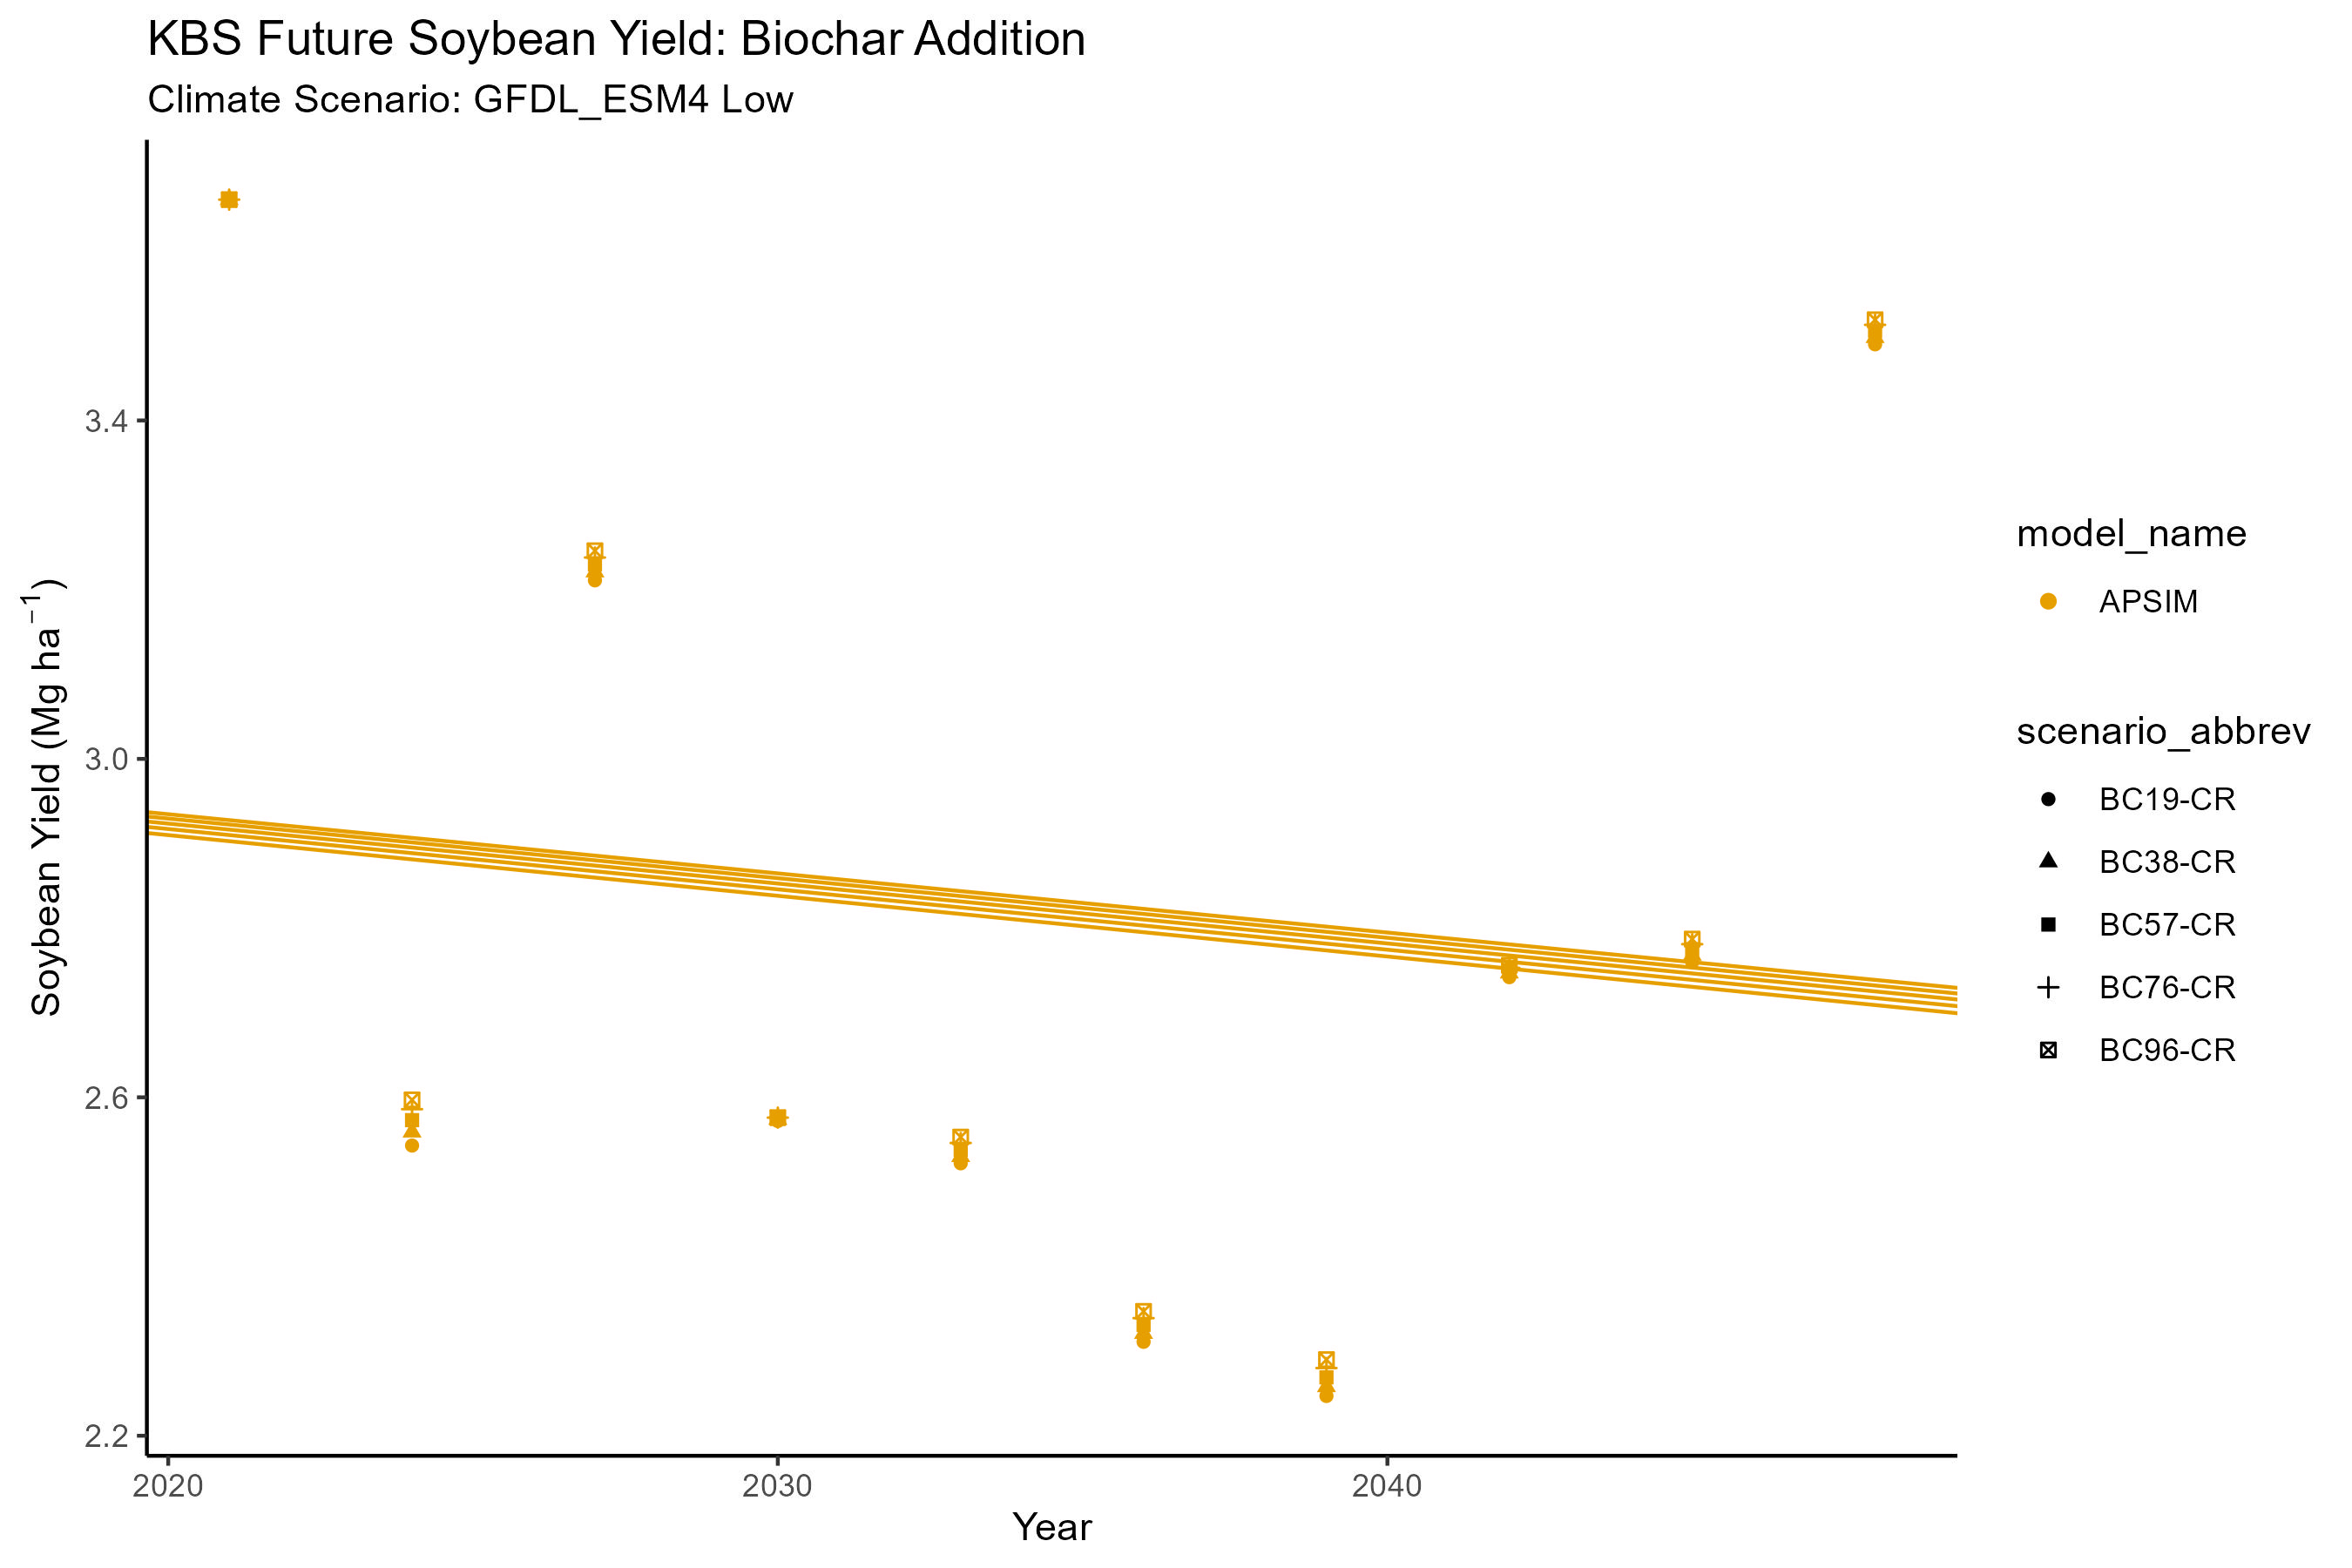 KBS Future Soybean Yield: Biochar Addition
Climate Scenario: GFDL_ESM4 Low
Soybean Yield (Mg ha⁻¹)
3.4
3.0
2.6
2.2
2020
2030
2040
Year
model_name
APSIM
scenario_abbrev
BC19-CR
BC38-CR
BC57-CR
BC76-CR
BC96-CR